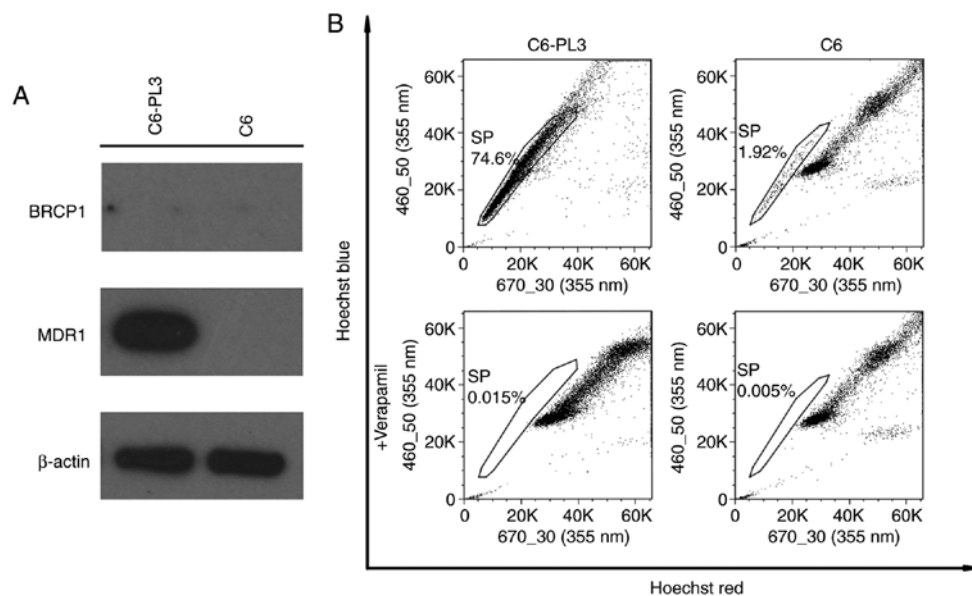 A
C6-PL3
C6
BRCP1
MDR1
β-actin
B
Hoechst blue
+Verapamil
Hoechst red
C6-PL3
460_50 (355 nm)
60K
40K
20K
0
SP
74.6%
0
20K
40K
60K
670_30 (355 nm)
C6
460_50 (355 nm)
60K
40K
20K
0
SP
1.92%
0
20K
40K
60K
670_30 (355 nm)
460_50 (355 nm)
60K
40K
20K
0
SP
0.015%
0
20K
40K
60K
670_30 (355 nm)
460_50 (355 nm)
60K
40K
20K
0
SP
0.005%
0
20K
40K
60K
670_30 (355 nm)